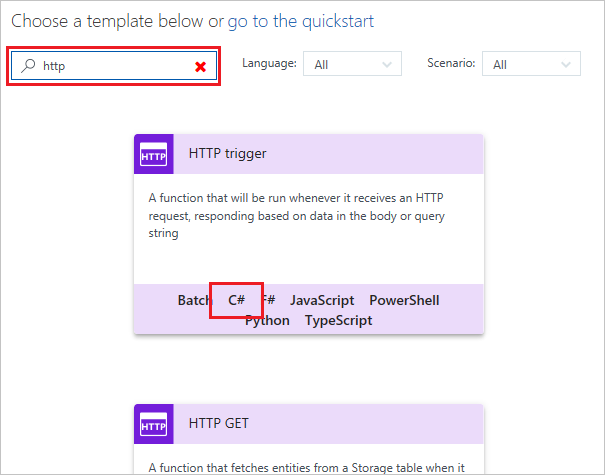 Choose a template below or go to the quickstart
http Language: All Scenario: All
HTTP HTTP trigger
A function that will be run whenever it receives an HTTP
request, responding based on data in the body or query
string
Batch C# F# JavaScript PowerShell
Python TypeScript
HTTP HTTP GET
A function that fetches entities from a Storage table when it